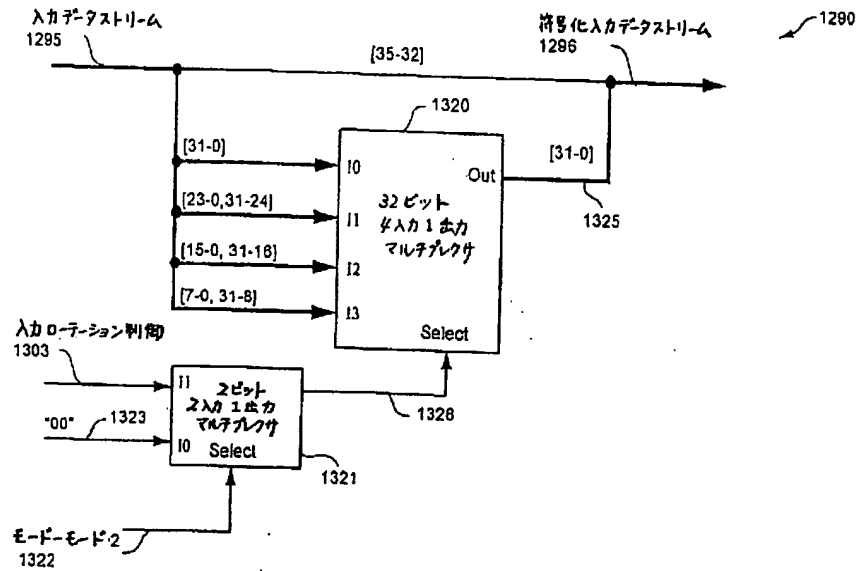 1290
入力データストリーム
1295
符号化入力データストリーム
1296
[35-32]
1320
[31-0]
I0
Out
[31-0]
[23-0,31-24]
I1
32ビット
4入力1出力
マルチプレクサ
1325
[15-0, 31-16]
I2
[7-0, 31-8]
I3
Select
入力ローテーション制御
1303
I1
2ビット
2入力1出力
マルチプレクサ
1326
"00"
1323
I0
Select
1321
モード=モード2
1322